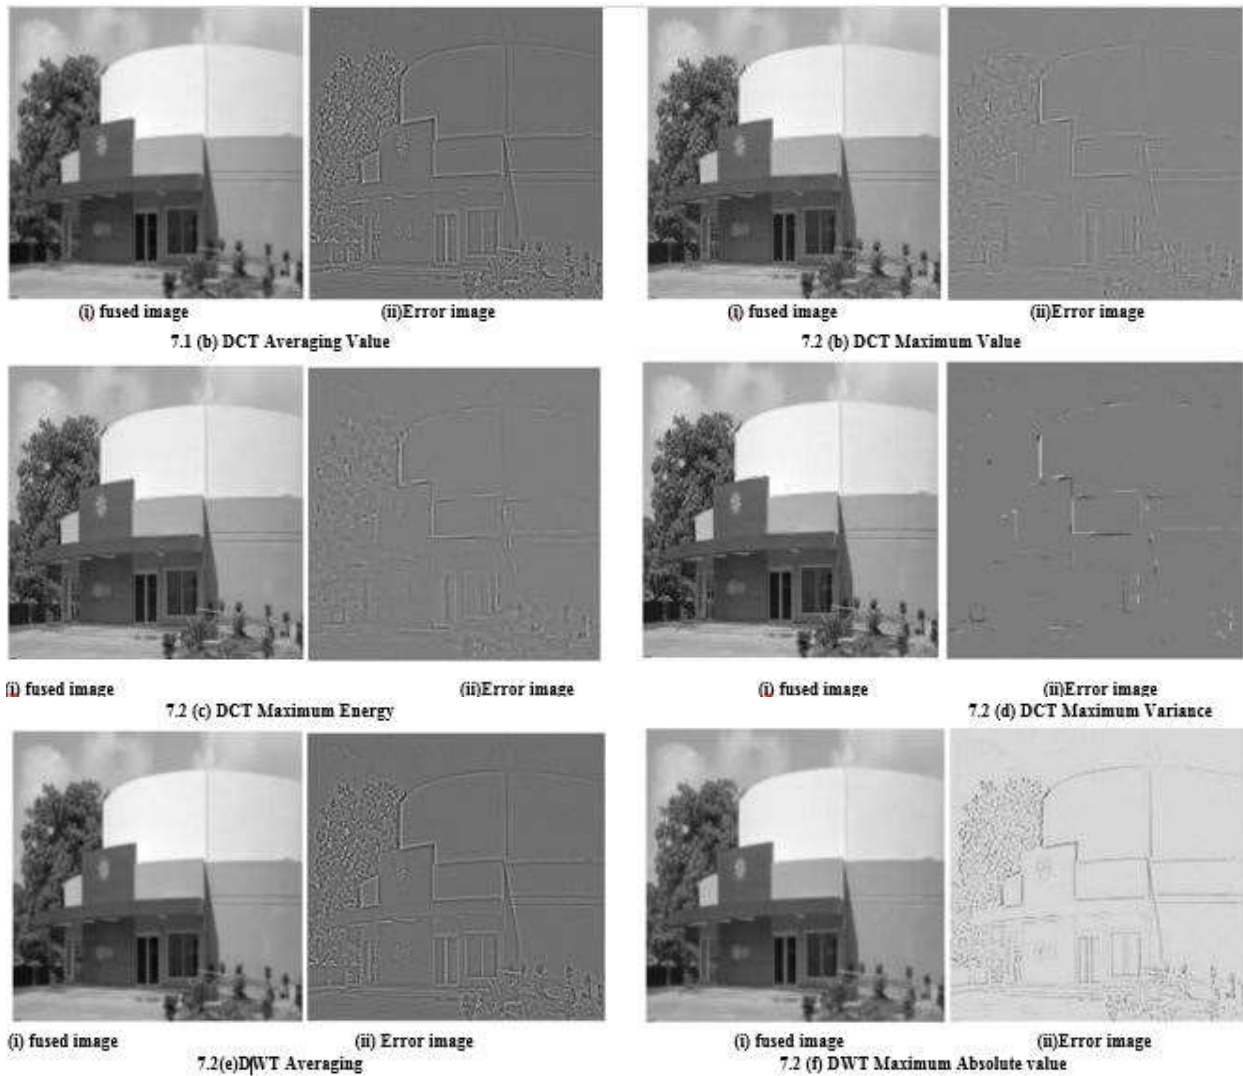 (i) fused image (ii)Error image (i) fused image (ii)Error image
7.1 (b) DCT Averaging Value 7.2 (b) DCT Maximum Value
(i) fused image (ii)Error image (i) fused image (ii)Error image
7.2 (c) DCT Maximum Energy 7.2 (d) DCT Maximum Variance
(i) fused image (ii) Error image (i) fused image (ii)Error image
7.2(e)DWT Averaging 7.2 (f) DWT Maximum Absolute value